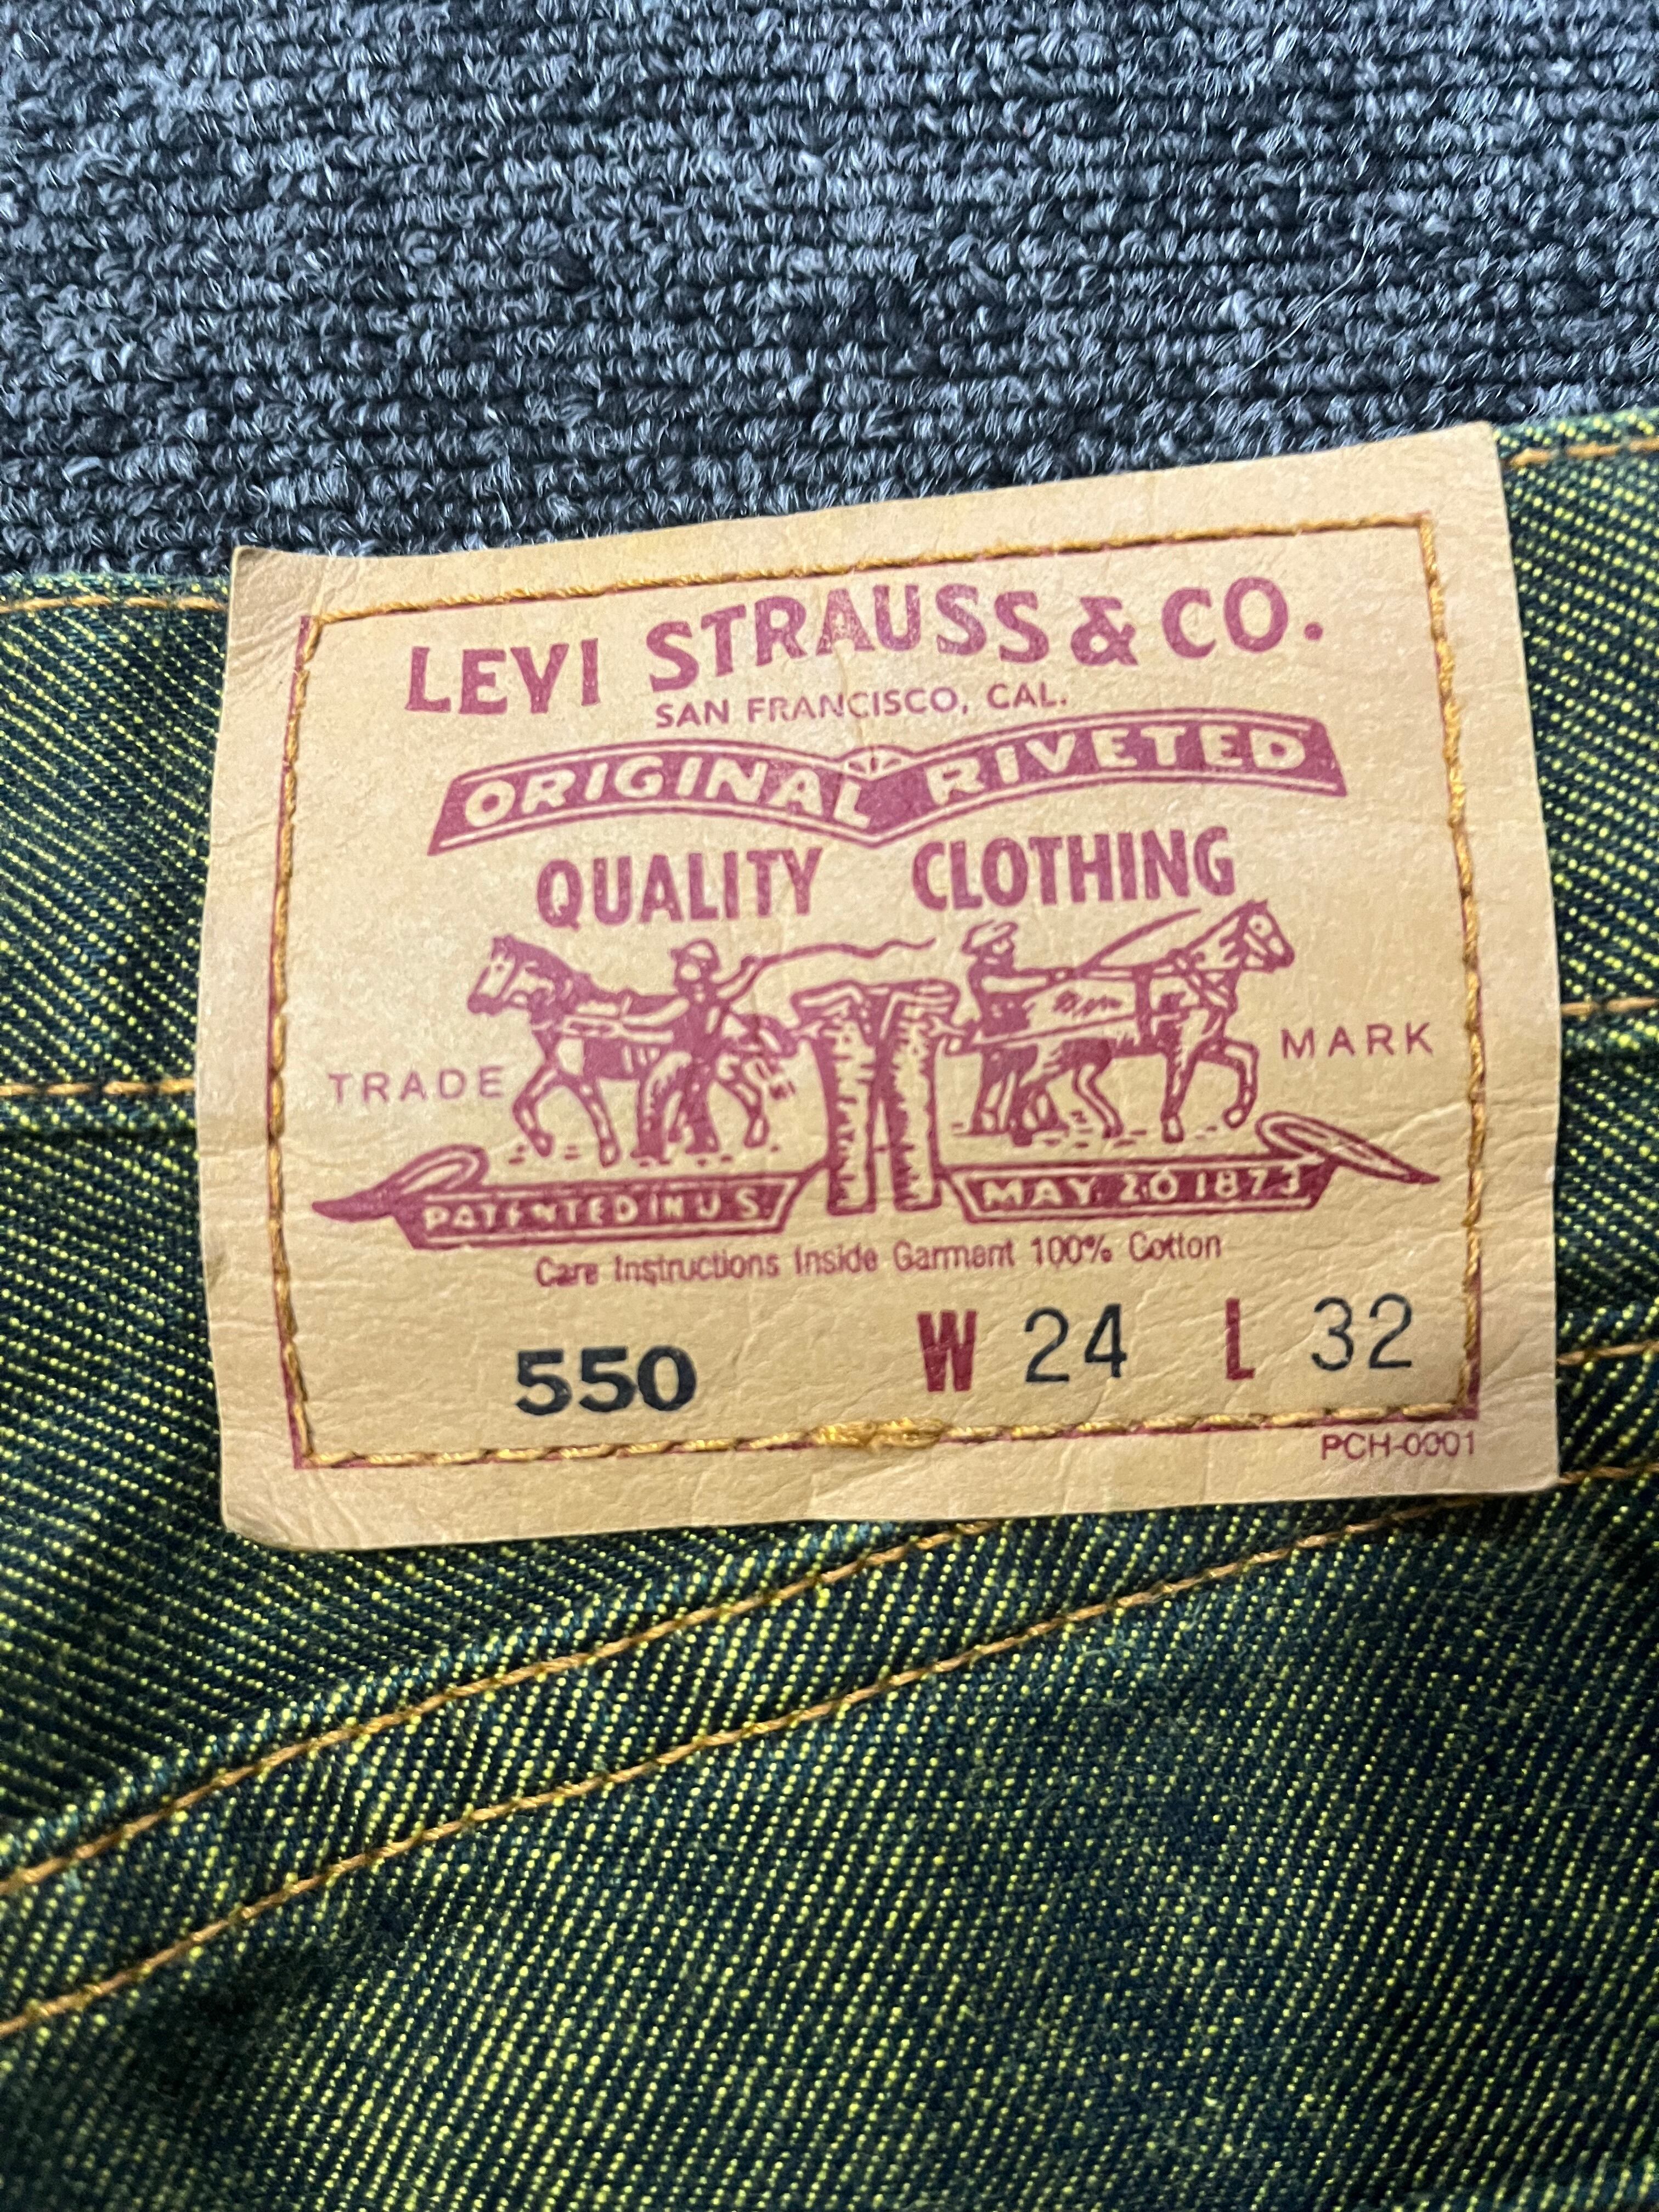 LEVI STRAUSS & CO.
SAN FRANCISCO, CAL.
ORIGINAL RIVETED
QUALITY CLOTHING
TRADE MARK
PATENTED IN U S MAY 20 1873
Care Instructions Inside Garment 100% Cotton
550 W 24 L 32
PCH-0001